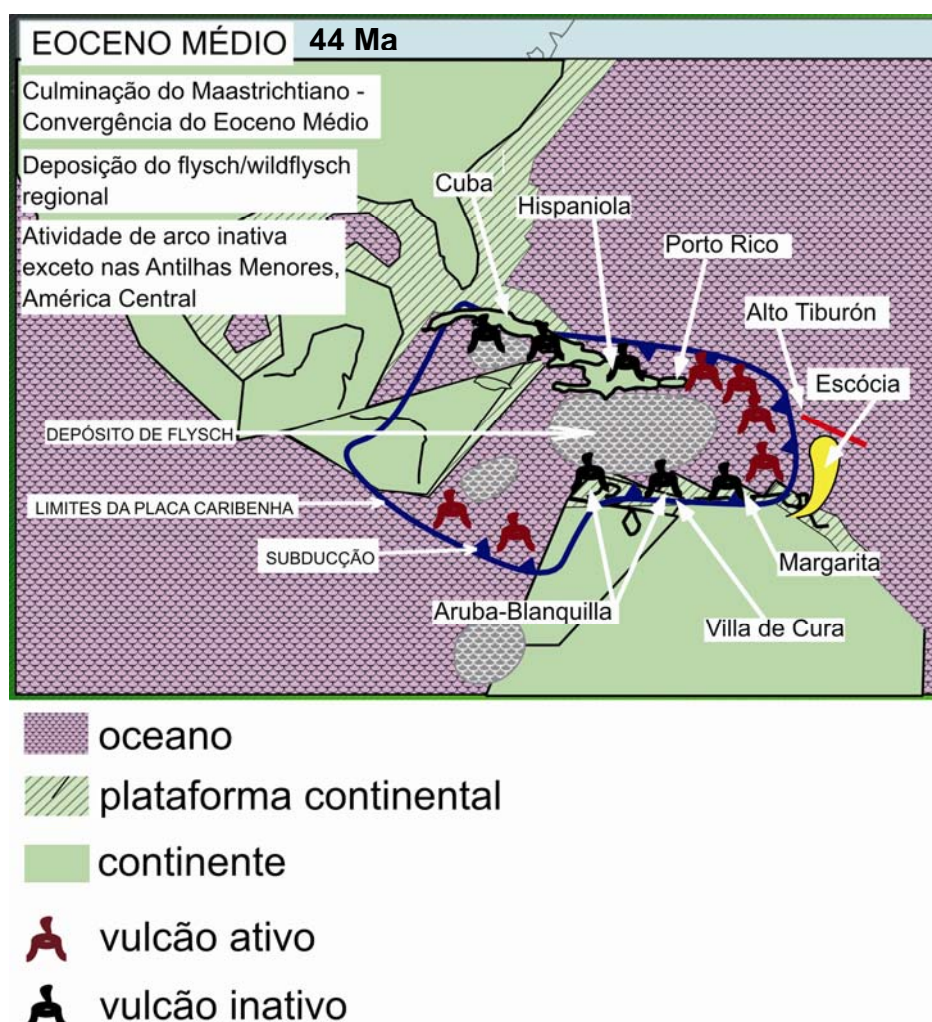 EOCENO MÉDIO 44 Ma
Culminação do Maastrichtiano -
Convergência do Eoceno Médio
Deposição do flysch/wildflysch
regional
Atividade de arco inativa
exceto nas Antilhas Menores,
América Central
Cuba
Hispaniola
Porto Rico
Alto Tiburón
Escócia
DEPÓSITO DE FLYSCH
LIMITES DA PLACA CARIBENHA
SUBDUCÇÃO
Margarita
Aruba-Blanquilla
Villa de Cura
oceano
plataforma continental
continente
vulcão ativo
vulcão inativo